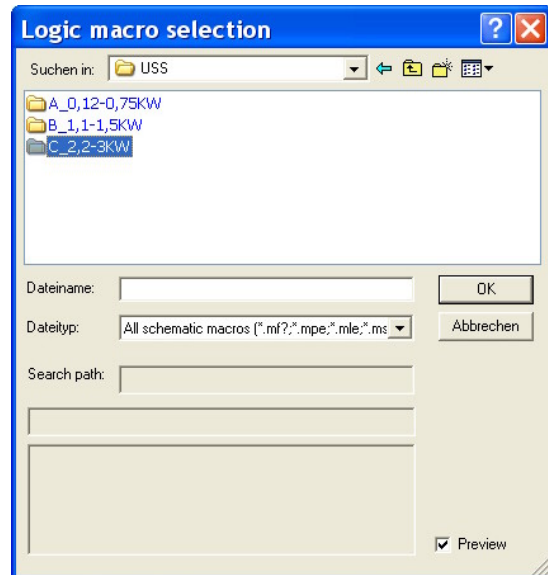 Logic macro selection
Suchen in: USS
A_0,12-0,75KW
B_1,1-1,5KW
C_2,2-3KW
Dateiname: OK
Dateityp: All schematic macros (*.mf?;*.mpe;*.mle;*.ms Abbrechen
Search path:
Preview